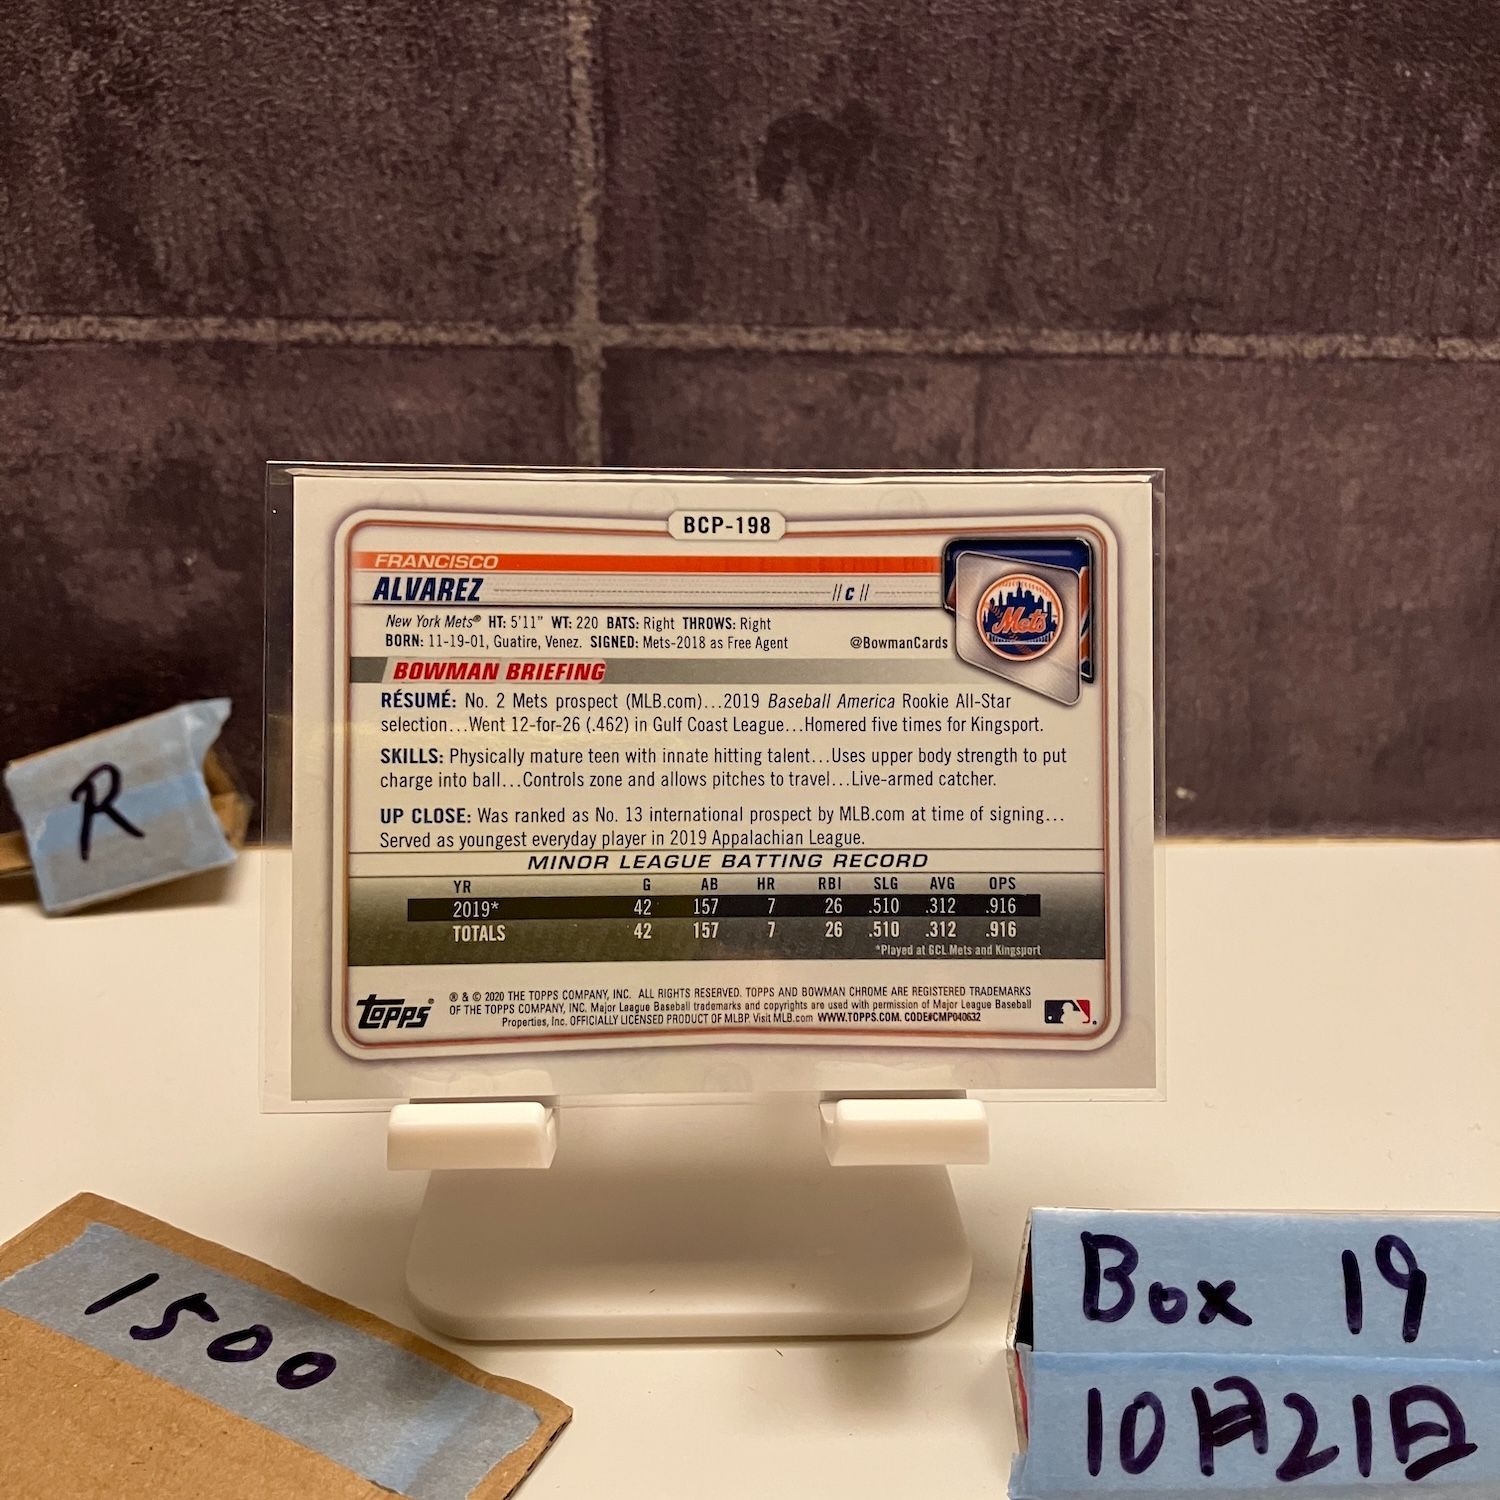 BCP-198
FRANCISCO
ALVAREZ
// C //
Mets
New York Mets® HT: 5'11" WT: 220 BATS: Right THROWS: Right
BORN: 11-19-01, Guatire, Venez. SIGNED: Mets-2018 as Free Agent
@BowmanCards
BOWMAN BRIEFING
RÉSUMÉ: No. 2 Mets prospect (MLB.com)...2019 Baseball America Rookie All-Star
selection...Went 12-for-26 (.462) in Gulf Coast League...Homered five times for Kingsport.
SKILLS: Physically mature teen with innate hitting talent...Uses upper body strength to put
charge into ball...Controls zone and allows pitches to travel...Live-armed catcher.
UP CLOSE: Was ranked as No. 13 international prospect by MLB.com at time of signing...
Served as youngest everyday player in 2019 Appalachian League.
MINOR LEAGUE BATTING RECORD
YR G AB HR RBI SLG AVG OPS
2019* 42 157 7 26 .510 .312 .916
TOTALS 42 157 7 26 .510 .312 .916
*Played at GCL Mets and Kingsport
Topps®
® & © 2020 THE TOPPS COMPANY, INC. ALL RIGHTS RESERVED. TOPPS AND BOWMAN CHROME ARE REGISTERED TRADEMARKS
OF THE TOPPS COMPANY, INC. Major League Baseball trademarks and copyrights are used with permission of Major League Baseball
Properties, Inc. OFFICIALLY LICENSED PRODUCT OF MLBP. Visit MLB.com WWW.TOPPS.COM. CODE#CMP040632
R
1500
Box 19
10月21日